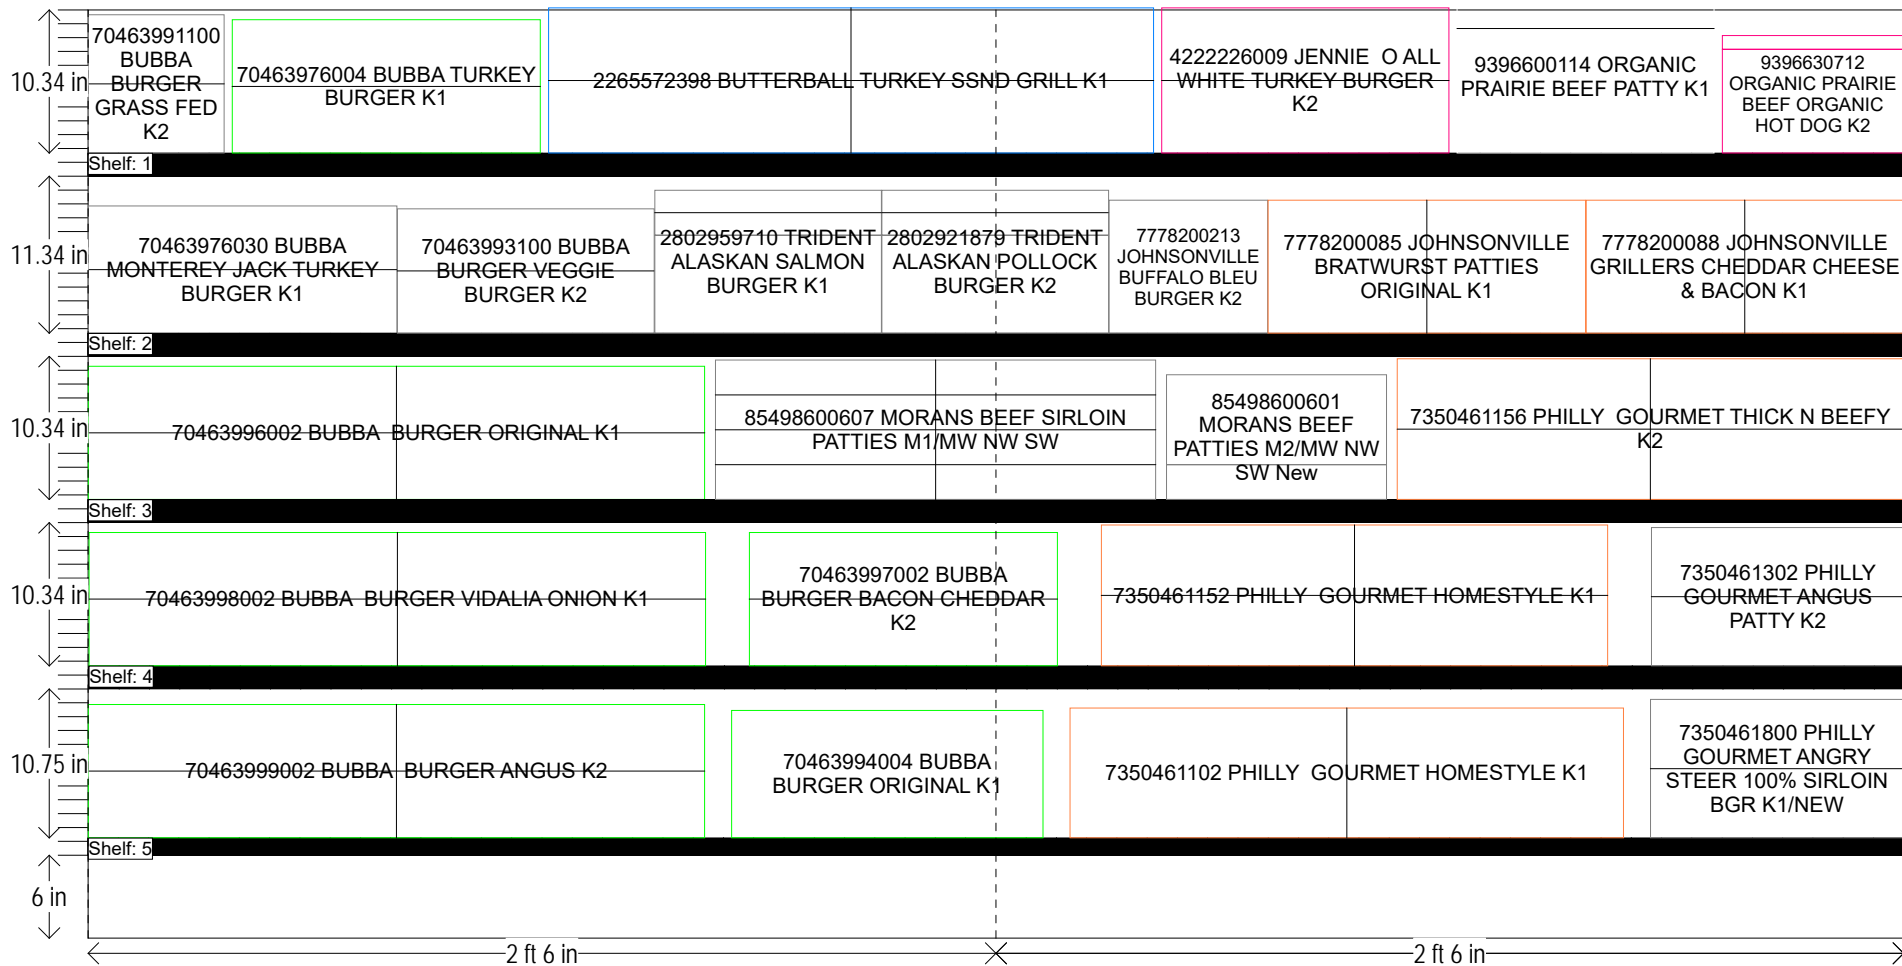 10.34 in
70463991100
BUBBA
BURGER
GRASS FED
K2
70463976004 BUBBA TURKEY
BURGER K1
2265572398 BUTTERBALL TURKEY SSND GRILL K1
4222226009 JENNIE  O ALL
WHITE TURKEY BURGER
K2
9396600114 ORGANIC
PRAIRIE BEEF PATTY K1
9396630712
ORGANIC PRAIRIE
BEEF ORGANIC
HOT DOG K2
Shelf: 1
11.34 in
70463976030 BUBBA
MONTEREY JACK TURKEY
BURGER K1
70463993100 BUBBA
BURGER VEGGIE
BURGER K2
2802959710 TRIDENT
ALASKAN SALMON
BURGER K1
2802921879 TRIDENT
ALASKAN POLLOCK
BURGER K2
7778200213
JOHNSONVILLE
BUFFALO BLEU
BURGER K2
7778200085 JOHNSONVILLE
BRATWURST PATTIES
ORIGINAL K1
7778200088 JOHNSONVILLE
GRILLERS CHEDDAR CHEESE
& BACON K1
Shelf: 2
10.34 in
70463996002 BUBBA  BURGER ORIGINAL K1
85498600607 MORANS BEEF SIRLOIN
PATTIES M1/MW NW SW
85498600601
MORANS BEEF
PATTIES M2/MW NW
SW New
7350461156 PHILLY  GOURMET THICK N BEEFY
K2
Shelf: 3
10.34 in
70463998002 BUBBA  BURGER VIDALIA ONION K1
70463997002 BUBBA
BURGER BACON CHEDDAR
K2
7350461152 PHILLY  GOURMET HOMESTYLE K1
7350461302 PHILLY
GOURMET ANGUS
PATTY K2
Shelf: 4
10.75 in
70463999002 BUBBA  BURGER ANGUS K2
70463994004 BUBBA
BURGER ORIGINAL K1
7350461102 PHILLY  GOURMET HOMESTYLE K1
7350461800 PHILLY
GOURMET ANGRY
STEER 100% SIRLOIN
BGR K1/NEW
Shelf: 5
6 in
2 ft 6 in
2 ft 6 in